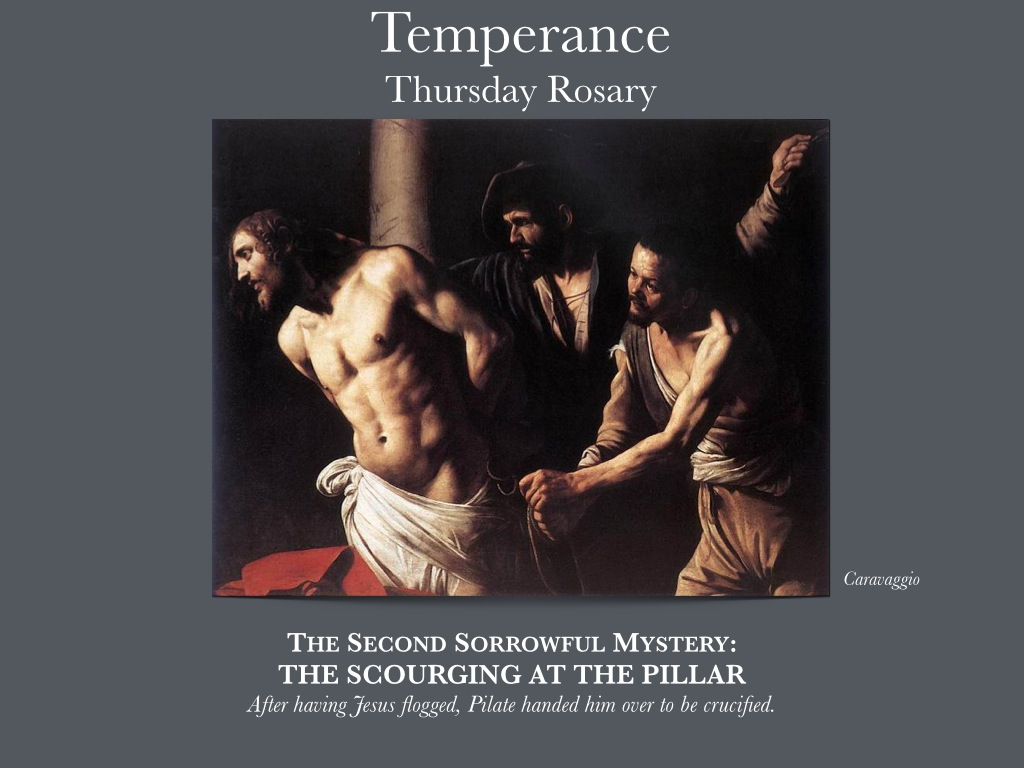 Temperance
Thursday Rosary
Caravaggio
The Second Sorrowful Mystery:
THE SCOURGING AT THE PILLAR
After having Jesus flogged, Pilate handed him over to be crucified.